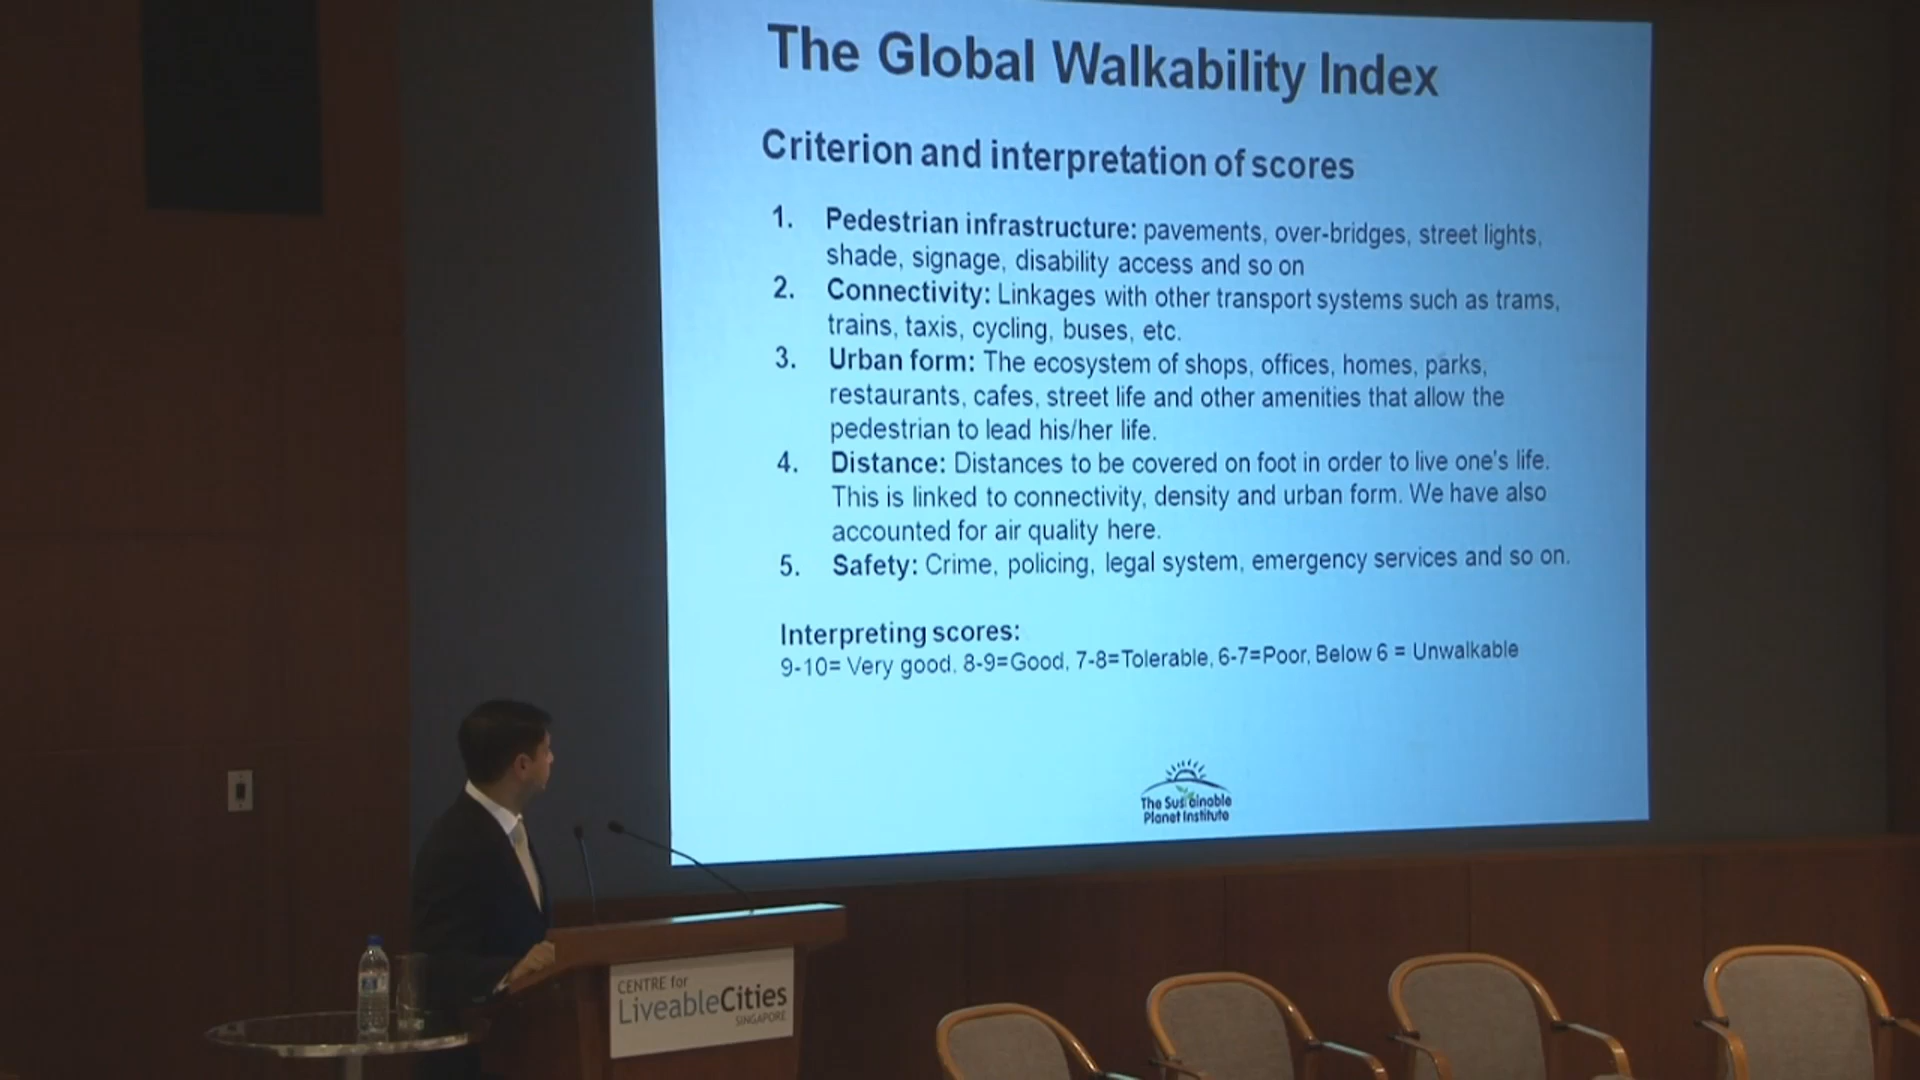 The Global Walkability Index
Criterion and interpretation of scores
1. Pedestrian infrastructure: pavements, over-bridges, street lights,
shade, signage, disability access and so on
2. Connectivity: Linkages with other transport systems such as trams,
trains, taxis, cycling, buses, etc.
3. Urban form: The ecosystem of shops, offices, homes, parks,
restaurants, cafes, street life and other amenities that allow the
pedestrian to lead his/her life.
4. Distance: Distances to be covered on foot in order to live one's life.
This is linked to connectivity, density and urban form. We have also
accounted for air quality here.
5. Safety: Crime, policing, legal system, emergency services and so on.
Interpreting scores:
9-10= Very good, 8-9=Good, 7-8=Tolerable, 6-7=Poor, Below 6 = Unwalkable
The Sustainable
Planet Institute
CENTRE for
LiveableCities
SINGAPORE